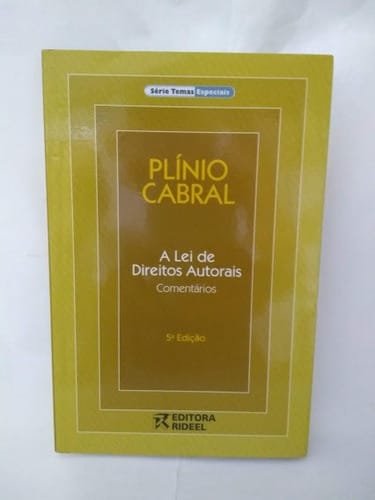 Série Temas Especiais
PLÍNIO
CABRAL
A Lei de
Direitos Autorais
Comentários
5ª Edição
EDITORA
RIDEEL